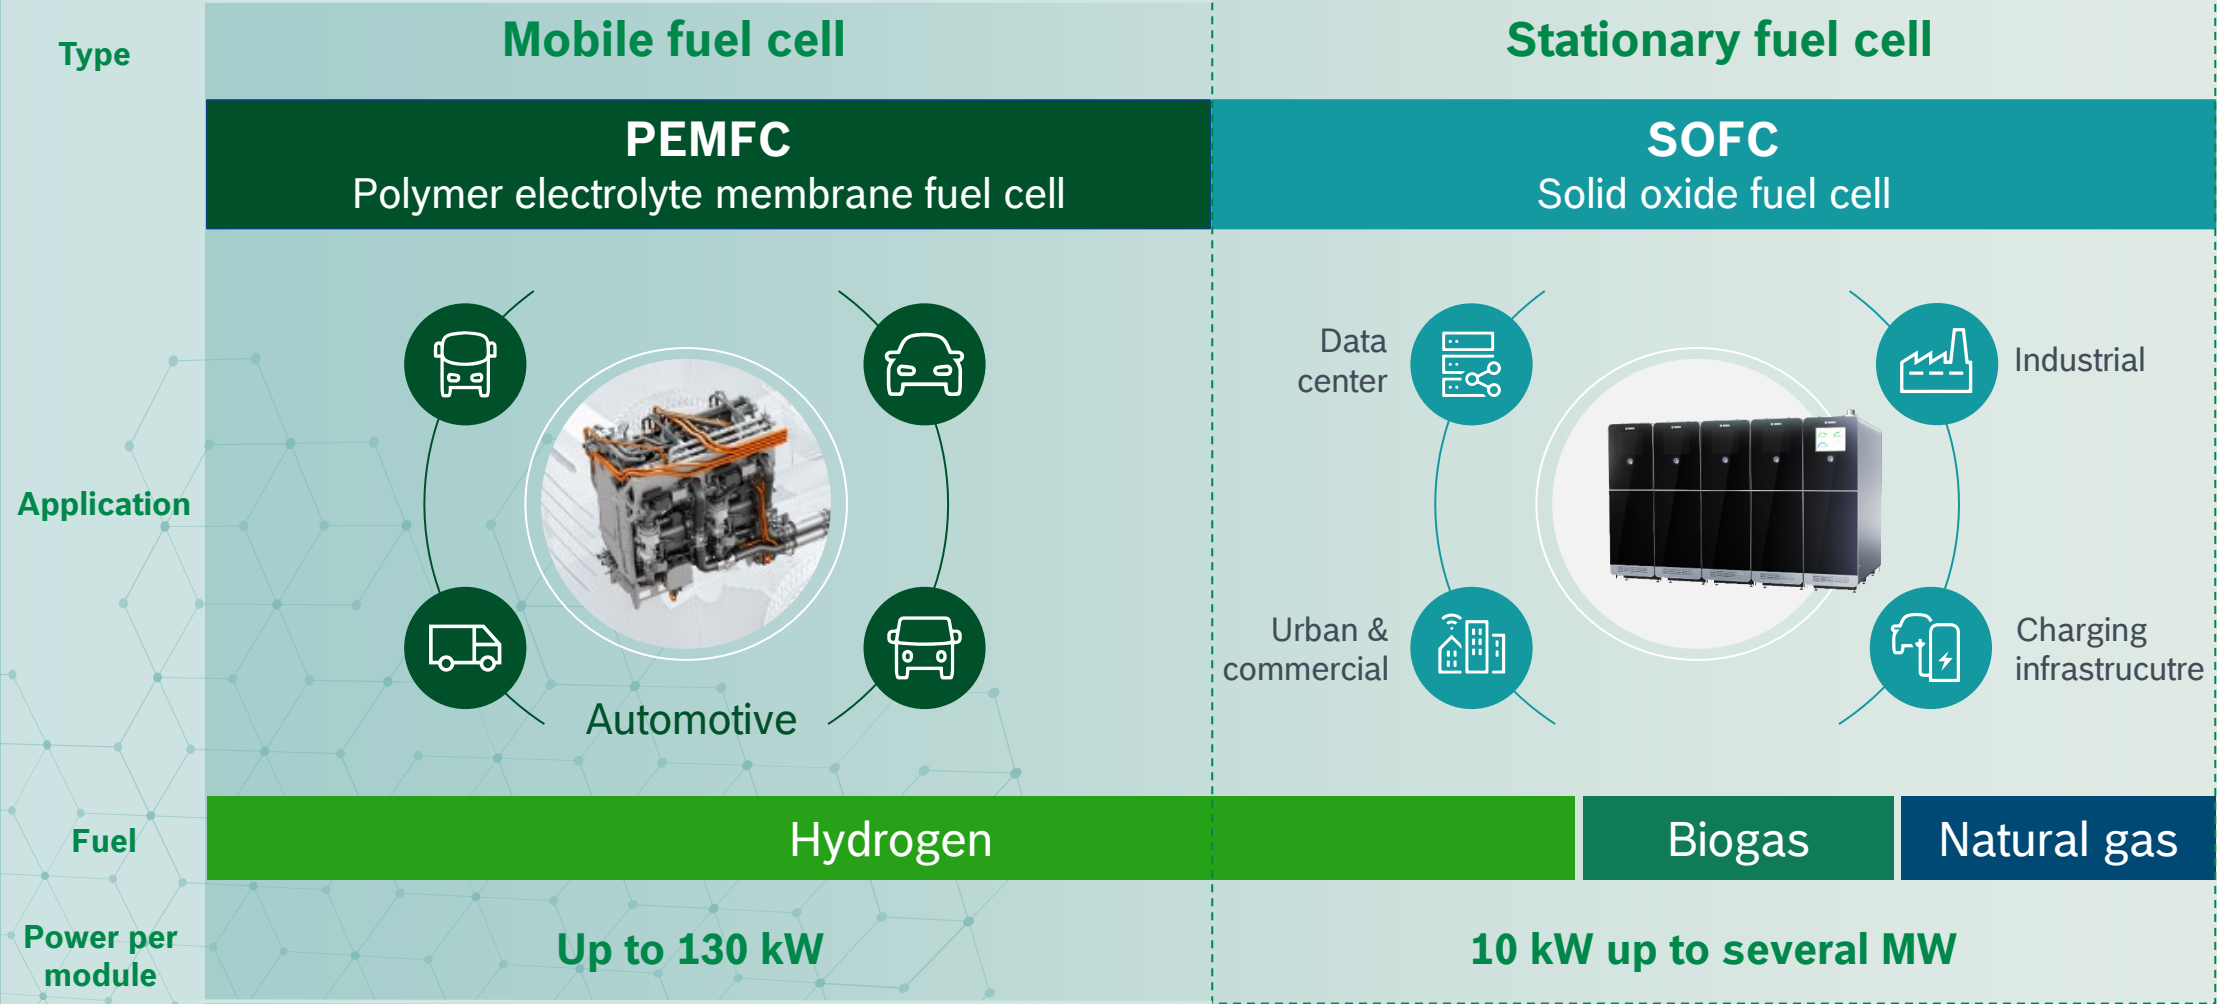 Type
Mobile fuel cell
Stationary fuel cell
PEMFC
Polymer electrolyte membrane fuel cell
SOFC
Solid oxide fuel cell
Application
Automotive
Data
center
Industrial
Urban &
commercial
Charging
infrastrucutre
Fuel
Hydrogen
Biogas
Natural gas
Power per
module
Up to 130 kW
10 kW up to several MW